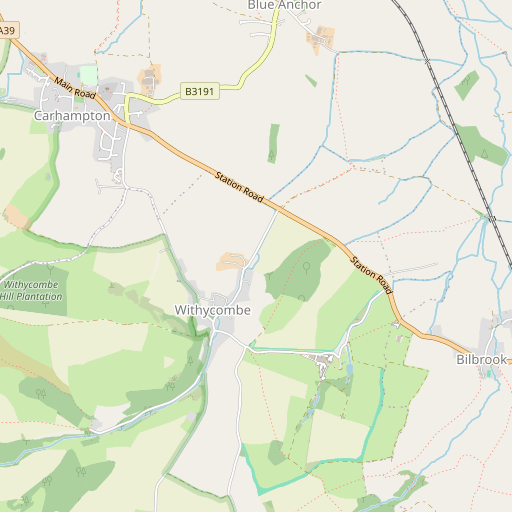 Blue Anchor
A39
Main Road
B3191
Carhampton
Station Road
Station Road
Withycombe
Hill Plantation
Withycombe
Bilbrook